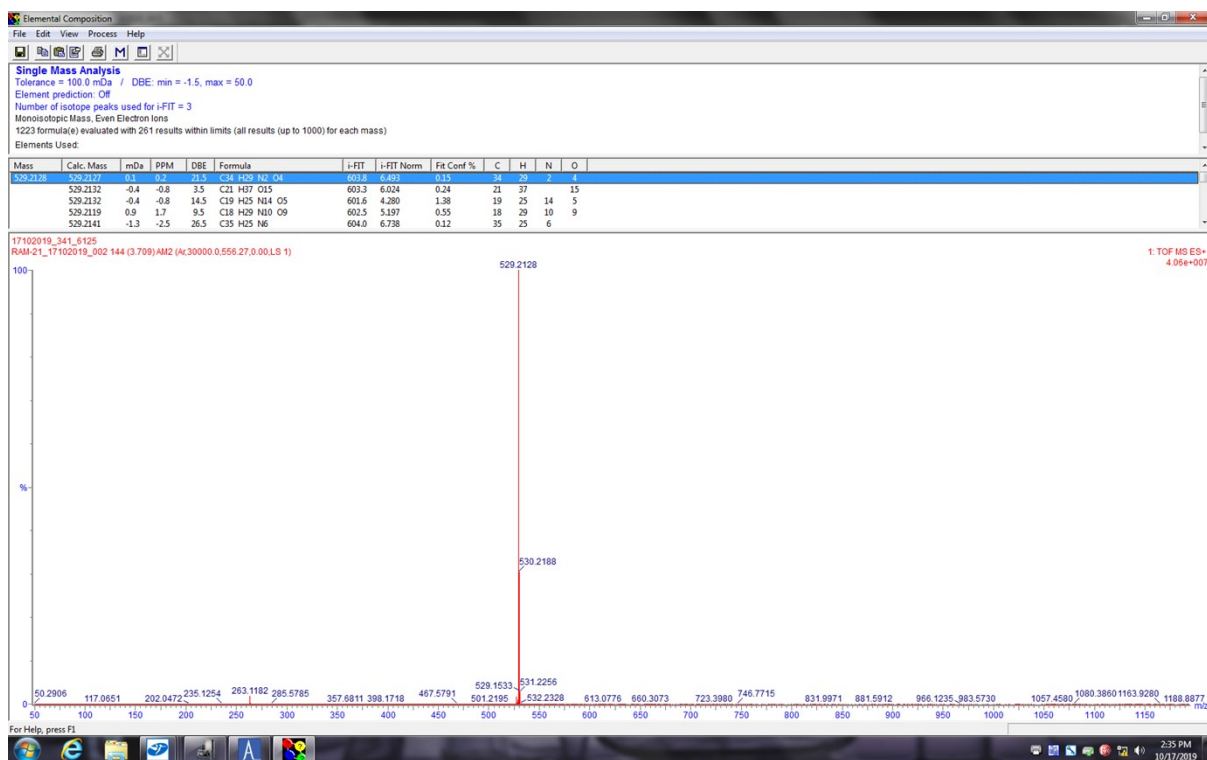 Elemental Composition
File Edit View Process Help
Single Mass Analysis
Tolerance = 100.0 mDa / DBE: min = -1.5, max = 50.0
Element prediction: Off
Number of isotope peaks used for i-FIT = 3
Monoisotopic Mass, Even Electron Ions
1223 formula(e) evaluated with 261 results within limits (all results (up to 1000) for each mass)
Elements Used:
Mass Calc. Mass mDa PPM DBE Formula i-FIT i-FIT Norm Fit Conf % C H N O
529.2128 529.2127 0.1 0.2 21.5 C34 H29 N2 O4 603.8 6.493 0.15 34 29 2 4
529.2132 -0.4 -0.8 3.5 C21 H37 O15 603.3 6.024 0.24 21 37 15
529.2132 -0.4 -0.8 14.5 C19 H25 N14 O5 601.6 4.280 1.38 19 25 14 5
529.2119 0.9 1.7 9.5 C18 H29 N10 O9 602.5 5.197 0.55 18 29 10 9
529.2141 -1.3 -2.5 26.5 C35 H25 N6 604.0 6.738 0.12 35 25 6
17102019_341_6125
RAM-21_17102019_002 144 (3.709) AM2 (Ar,30000.0,556.27,0.00,LS 1)
1: TOF MS ES+
4.06e+007
529.2128
100
%
530.2188
529.1533 531.2256
50.2906 117.0651 202.0472 235.1254 263.1182 285.5785 357.6811 398.1718 467.5791 501.2195 532.2328 613.0776 660.3073 723.3980 746.7715 831.9971 881.5912 966.1235 983.5730 1057.4580 1080.3860 1163.9280 1188.8877
0
m/z
50 100 150 200 250 300 350 400 450 500 550 600 650 700 750 800 850 900 950 1000 1050 1100 1150
For Help, press F1
2:35 PM
10/17/2019